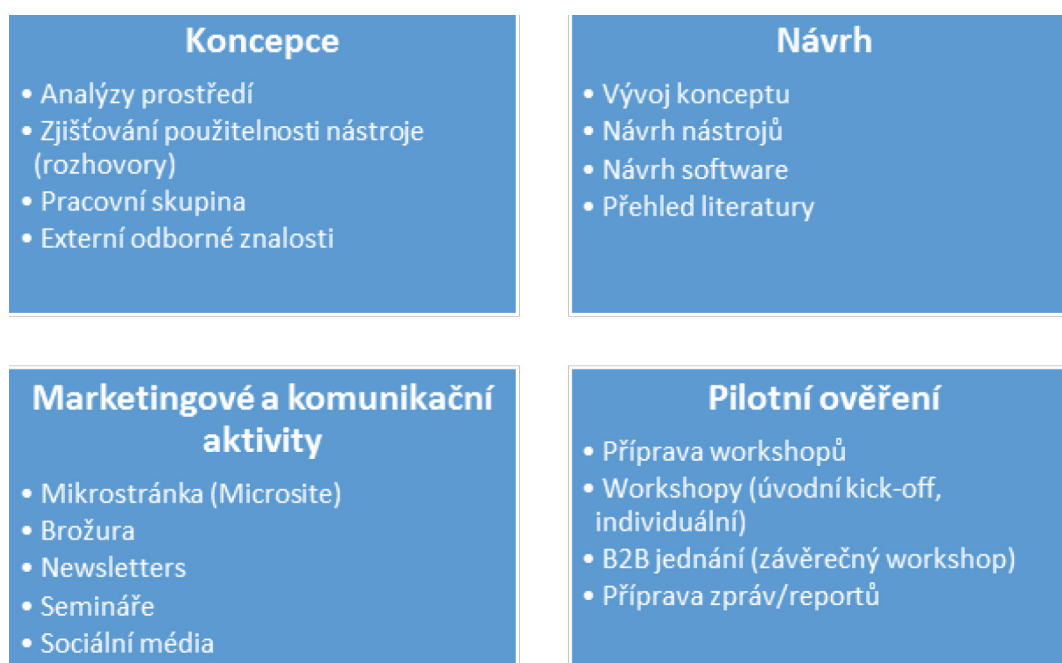 Koncepce
• Analýzy prostředí
• Zjišťování použitelnosti nástroje
(rozhovory)
• Pracovní skupina
• Externí odborné znalosti
Návrh
• Vývoj konceptu
• Návrh nástrojů
• Návrh software
• Přehled literatury
Marketingové a komunikační
aktivity
• Mikrostránka (Microsite)
• Brožura
• Newsletters
• Semináře
• Sociální média
Pilotní ověření
• Příprava workshopů
• Workshopy (úvodní kick-off,
individuální)
• B2B jednání (závěrečný workshop)
• Příprava zpráv/reportů